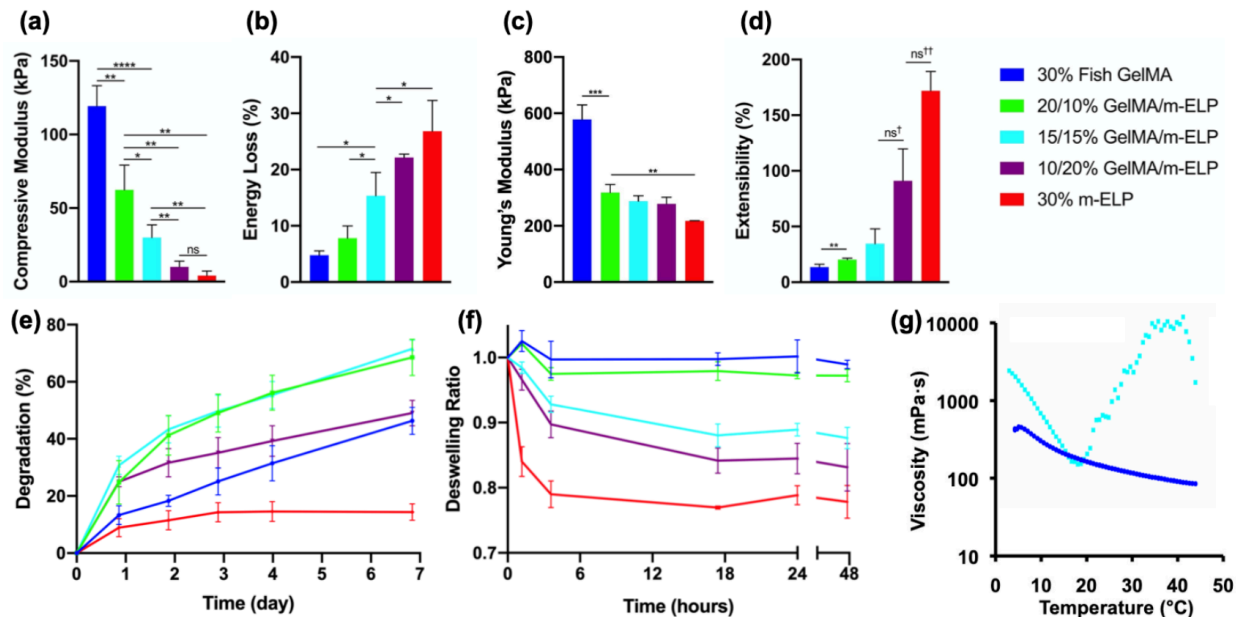 (a)
Compressive Modulus (kPa)
150
100
50
0
****
**
**
**
*
**
**
ns
(b)
Energy Loss (%)
40
30
20
10
0
*
*
*
*
(c)
Young's Modulus (kPa)
800
600
400
200
0
***
**
(d)
Extensibility (%)
200
150
100
50
0
**
ns†
ns††
30% Fish GelMA
20/10% GelMA/m-ELP
15/15% GelMA/m-ELP
10/20% GelMA/m-ELP
30% m-ELP
(e)
Degradation (%)
80
60
40
20
0
0 1 2 3 4 5 6 7
Time (day)
(f)
Deswelling Ratio
1.0
0.9
0.8
0.7
0 6 12 18 24 48
Time (hours)
(g)
Viscosity (mPa·s)
10000
1000
100
10
0 10 20 30 40 50
Temperature (°C)